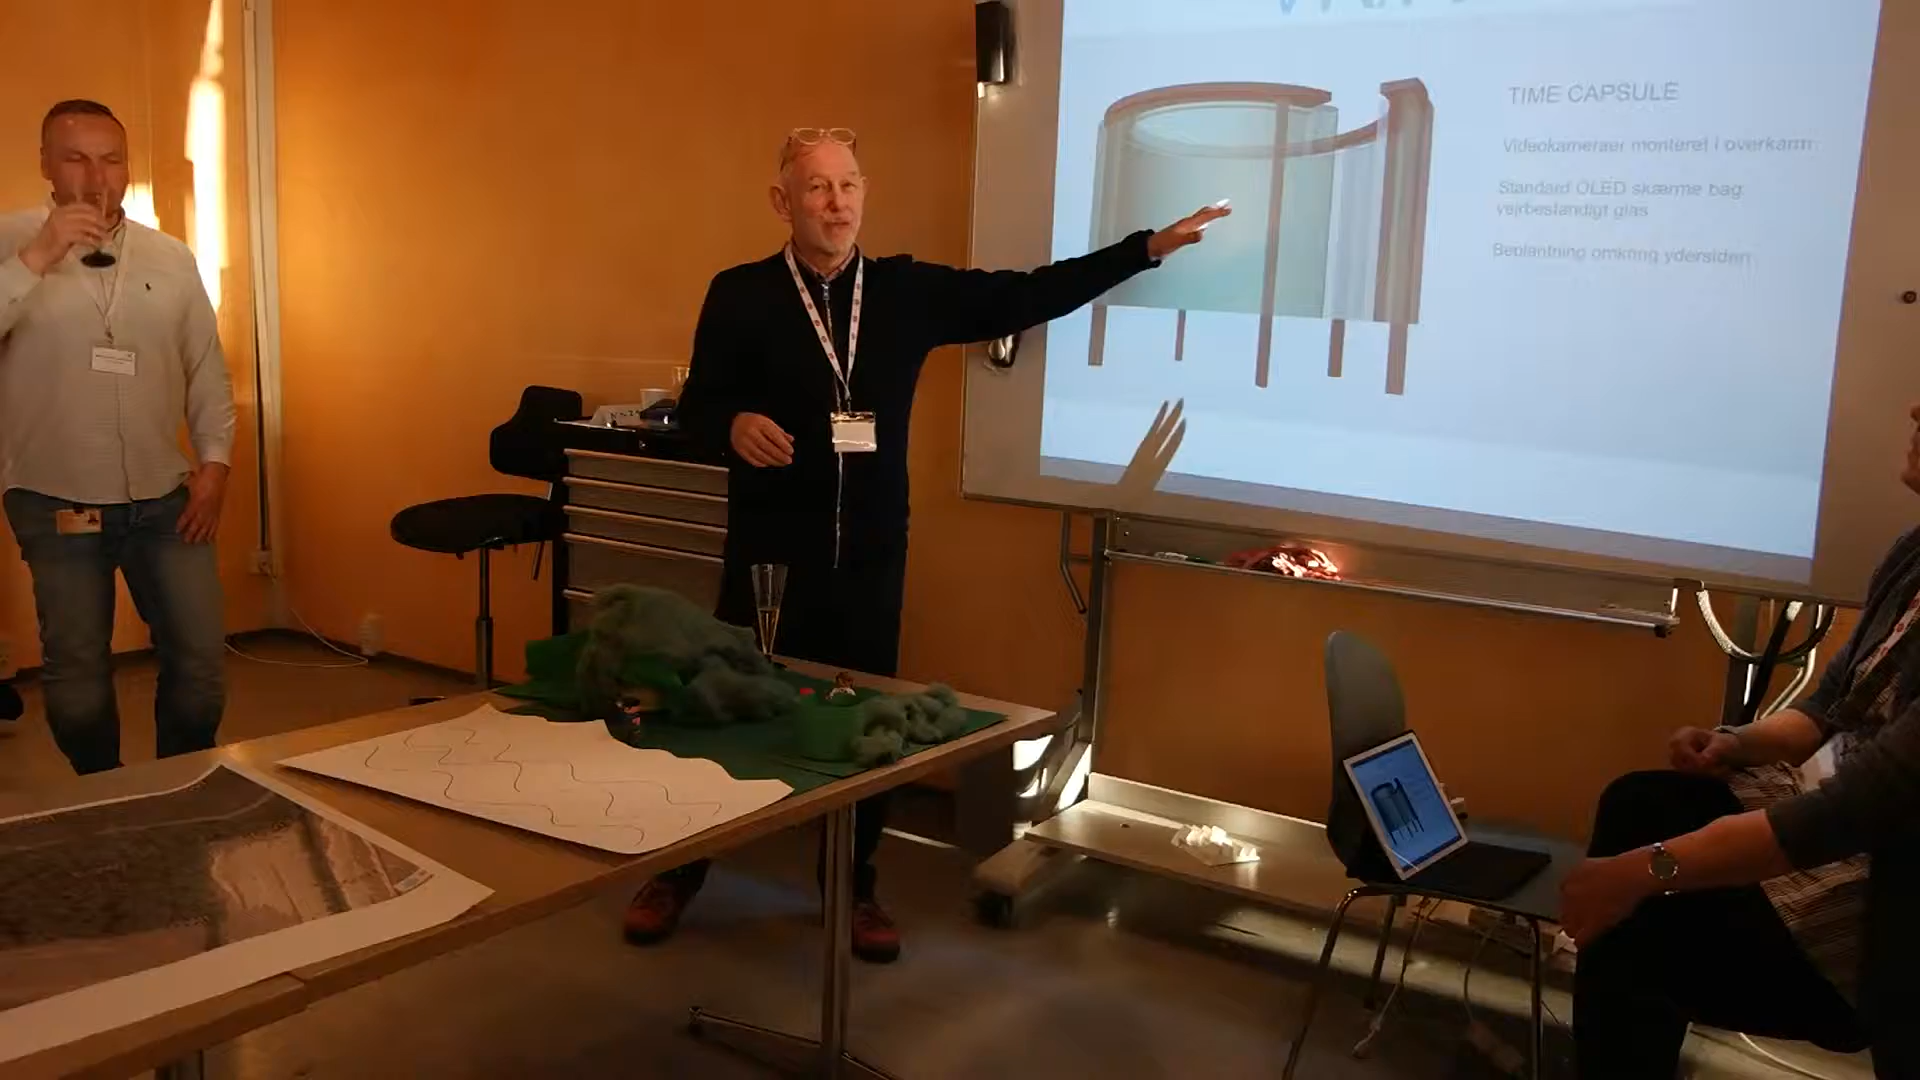 TIME CAPSULE
Videokameraer monteret i overkarm
Standard OLED skærme bag
vejrbestandigt glas
Beplantning omkring ydersiden